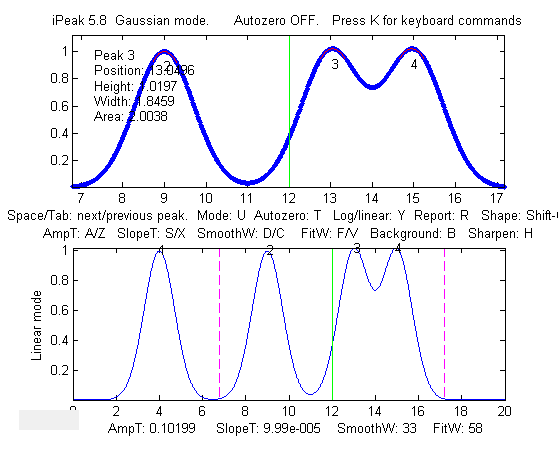 iPeak 5.8 Gaussian mode. Autozero OFF. Press K for keyboard commands
1
0.8
0.6
0.4
0.2
Peak 3
Position: 13.0496
Height: 1.0197
Width: 1.8459
Area: 2.0038
2
3
4
7 8 9 10 11 12 13 14 15 16 17
Space/Tab: next/previous peak. Mode: U Autozero: T Log/linear: Y Report: R Shape: Shift-
AmpT: A/Z SlopeT: S/X SmoothW: D/C FitW: F/V Background: B Sharpen: H
Linear mode
1
0.8
0.6
0.4
0.2
1 2 3 4
2 4 6 8 10 12 14 16 18 20
AmpT: 0.10199 SlopeT: 9.99e-005 SmoothW: 33 FitW: 58